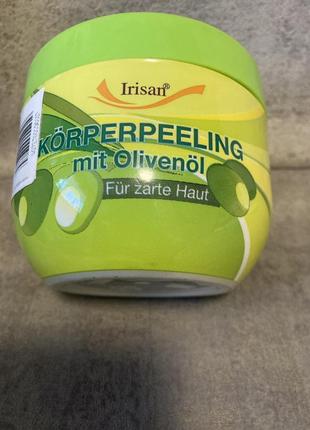 Irisan®
KÖRPERPEELING
mit Olivenöl
Für zarte Haut